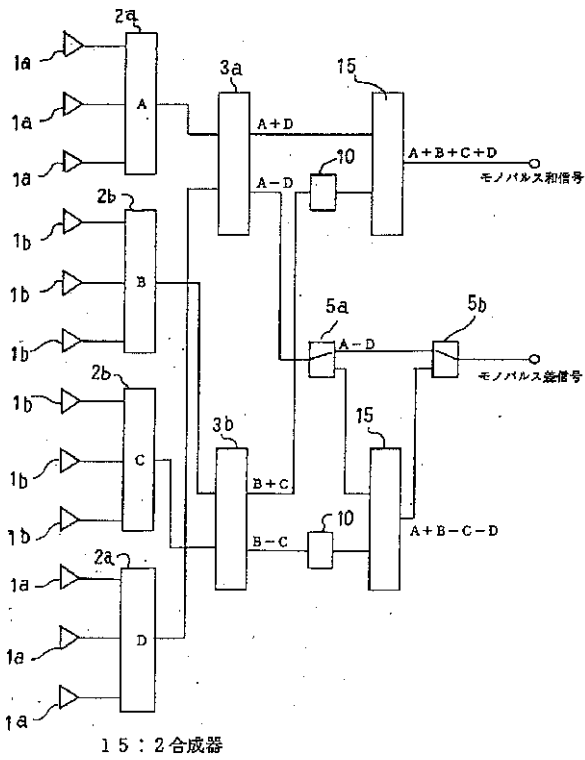 2a
1a
3a
15
1a
A
A+D
10
A+B+C+D
モノパルス和信号
1a
2b
A-D
1b
1b
B
5a
A-D
5b
モノパルス差信号
1b
2b
1b
3b
15
1b
C
B+C
10
B-C
A+B-C-D
1b
2a
1a
1a
D
1a
15:2合成器